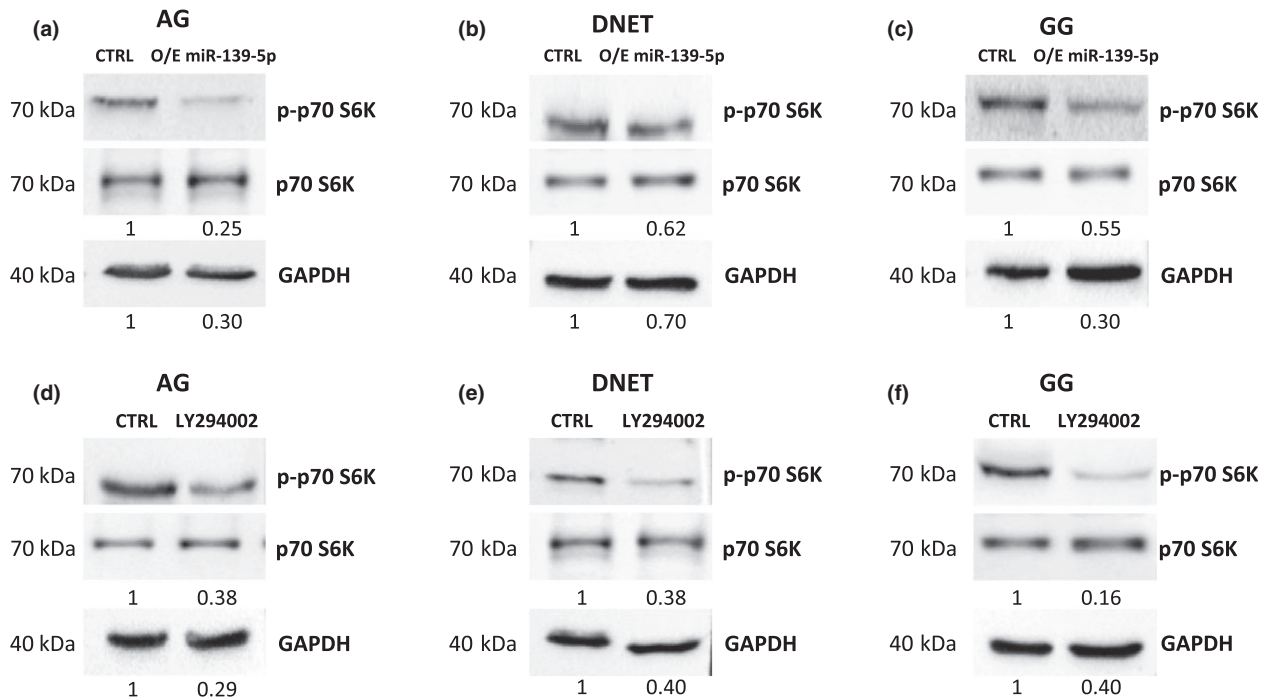 (a) AG
CTRL O/E miR-139-5p
70 kDa p-p70 S6K
70 kDa p70 S6K
1 0.25
40 kDa GAPDH
1 0.30
(b) DNET
CTRL O/E miR-139-5p
70 kDa p-p70 S6K
70 kDa p70 S6K
1 0.62
40 kDa GAPDH
1 0.70
(c) GG
CTRL O/E miR-139-5p
70 kDa p-p70 S6K
70 kDa p70 S6K
1 0.55
40 kDa GAPDH
1 0.30
(d) AG
CTRL LY294002
70 kDa p-p70 S6K
70 kDa p70 S6K
1 0.38
40 kDa GAPDH
1 0.29
(e) DNET
CTRL LY294002
70 kDa p-p70 S6K
70 kDa p70 S6K
1 0.38
40 kDa GAPDH
1 0.40
(f) GG
CTRL LY294002
70 kDa p-p70 S6K
70 kDa p70 S6K
1 0.16
40 kDa GAPDH
1 0.40